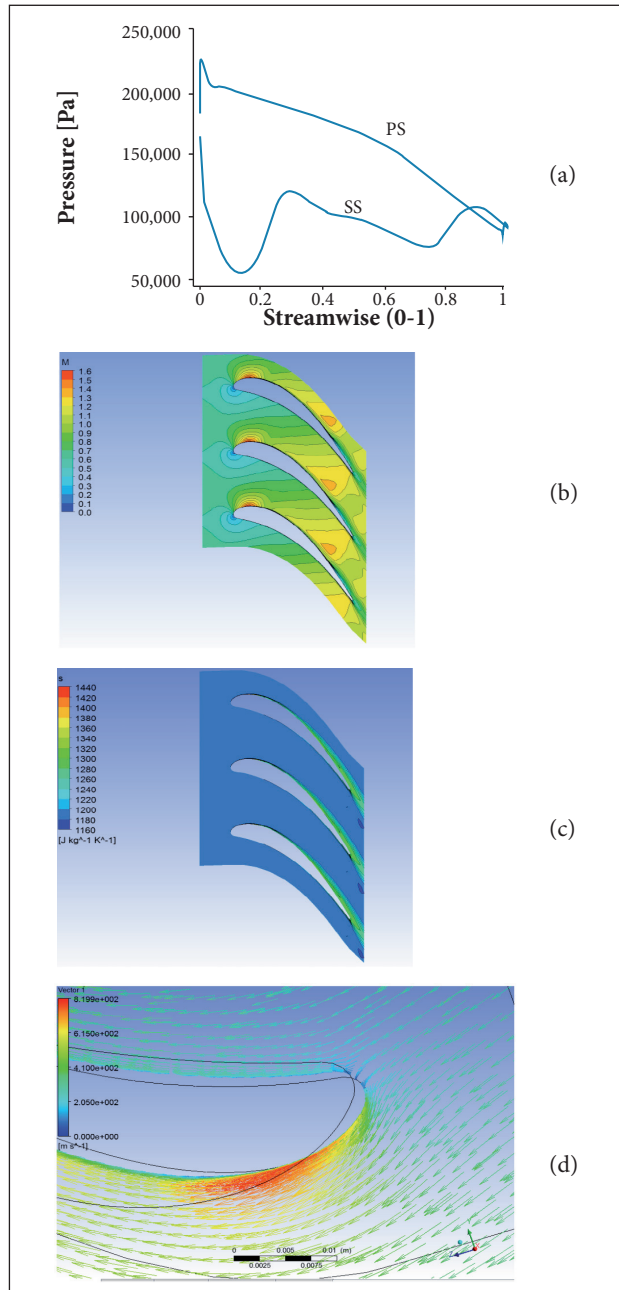 250,000
200,000
150,000
100,000
50,000
Pressure [Pa]
PS
SS
0 0.2 0.4 0.6 0.8 1
Streamwise (0-1)
(a)
M
1.6
1.5
1.4
1.3
1.2
1.1
1.0
0.9
0.8
0.7
0.6
0.5
0.4
0.3
0.2
0.1
0.0
(b)
s
1440
1420
1400
1380
1360
1340
1320
1300
1280
1260
1240
1220
1200
1180
1160
[J kg^-1 K^-1]
(c)
Vector 1
8.199e+002
6.150e+002
4.100e+002
2.050e+002
0.000e+000
[m s^-1]
0 0.005 0.01 (m)
0.0025 0.0075
Y
Z
(d)